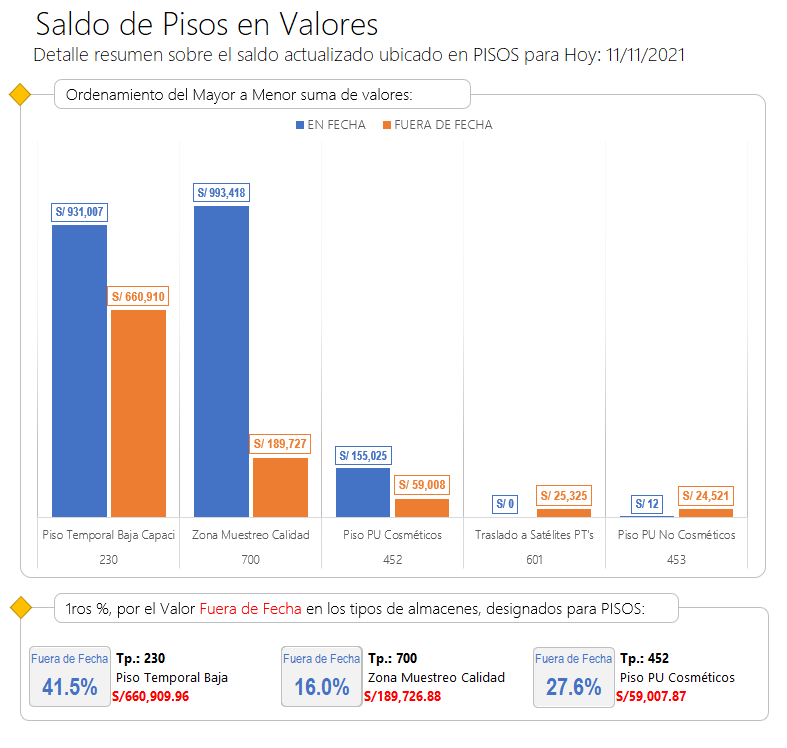 Saldo de Pisos en Valores
Detalle resumen sobre el saldo actualizado ubicado en PISOS para Hoy: 11/11/2021
Ordenamiento del Mayor a Menor suma de valores:
EN FECHA FUERA DE FECHA
S/ 993,418
S/ 931,007
S/ 660,910
S/ 189,727
S/ 155,025
S/ 59,008
S/ 0 S/ 25,325 S/ 12 S/ 24,521
Piso Temporal Baja Capaci Zona Muestreo Calidad Piso PU Cosméticos Traslado a Satélites PT's Piso PU No Cosméticos
230 700 452 601 453
1ros %, por el Valor Fuera de Fecha en los tipos de almacenes, designados para PISOS:
Fuera de Fecha
41.5%
Tp.: 230
Piso Temporal Baja
S/660,909.96
Fuera de Fecha
16.0%
Tp.: 700
Zona Muestreo Calidad
S/189,726.88
Fuera de Fecha
27.6%
Tp.: 452
Piso PU Cosméticos
S/59,007.87